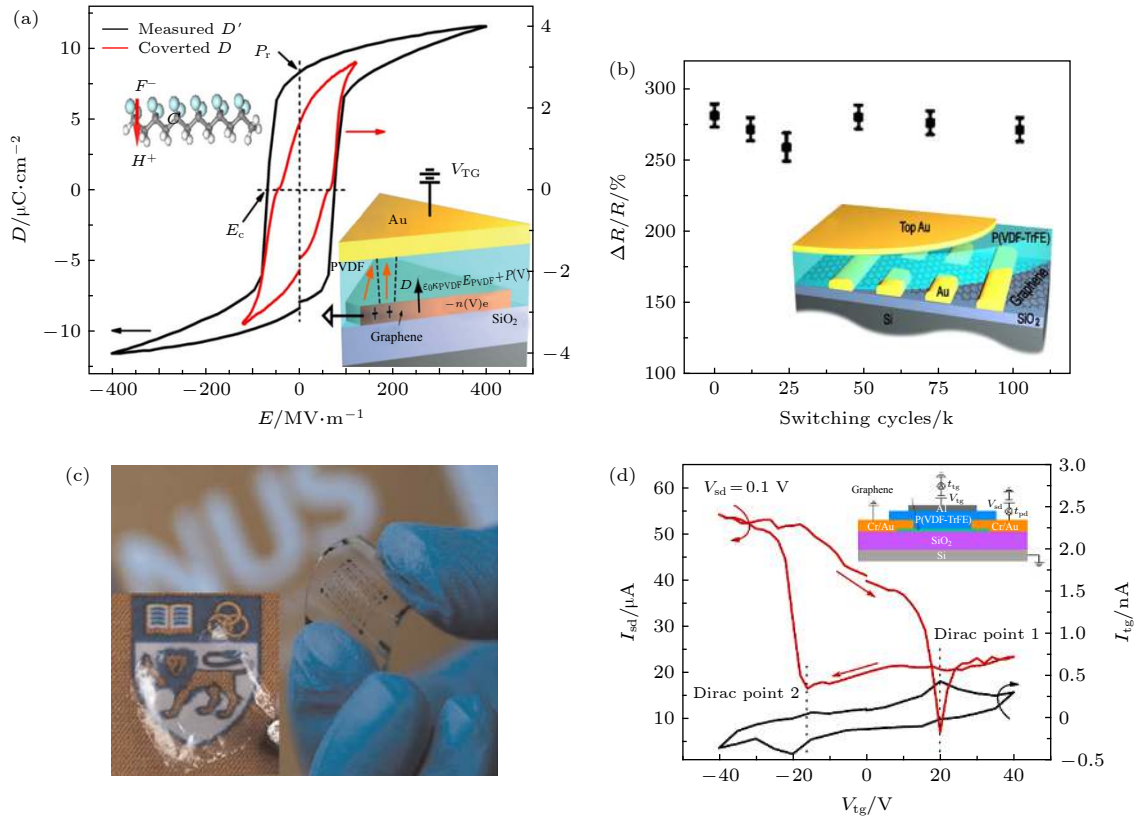 (a)
Measured D′
Coverted D
P_r
F⁻
C
H⁺
E_c
V_TG
Au
PVDF
D
ε₀κ_PVDF E_PVDF + P(V)
−n(V)e
Graphene
SiO₂
10
5
0
−5
−10
D/μC·cm⁻²
4
2
0
−2
−4
−400
−200
0
200
400
E/MV·m⁻¹
(b)
300
250
200
150
100
ΔR/R/%
0
25
50
75
100
Switching cycles/k
Top Au
P(VDF-TrFE)
Au
Graphene
Si
SiO₂
(c)
NUS
(d)
V_sd = 0.1 V
Graphene
V_tg
Al
V_sd
P(VDF-TrFE)
Cr/Au
Cr/Au
SiO₂
Si
60
50
40
30
20
10
I_sd/μA
3.0
2.5
2.0
1.5
1.0
0.5
0
−0.5
I_tg/nA
Dirac point 1
Dirac point 2
−40
−20
0
20
40
V_tg/V